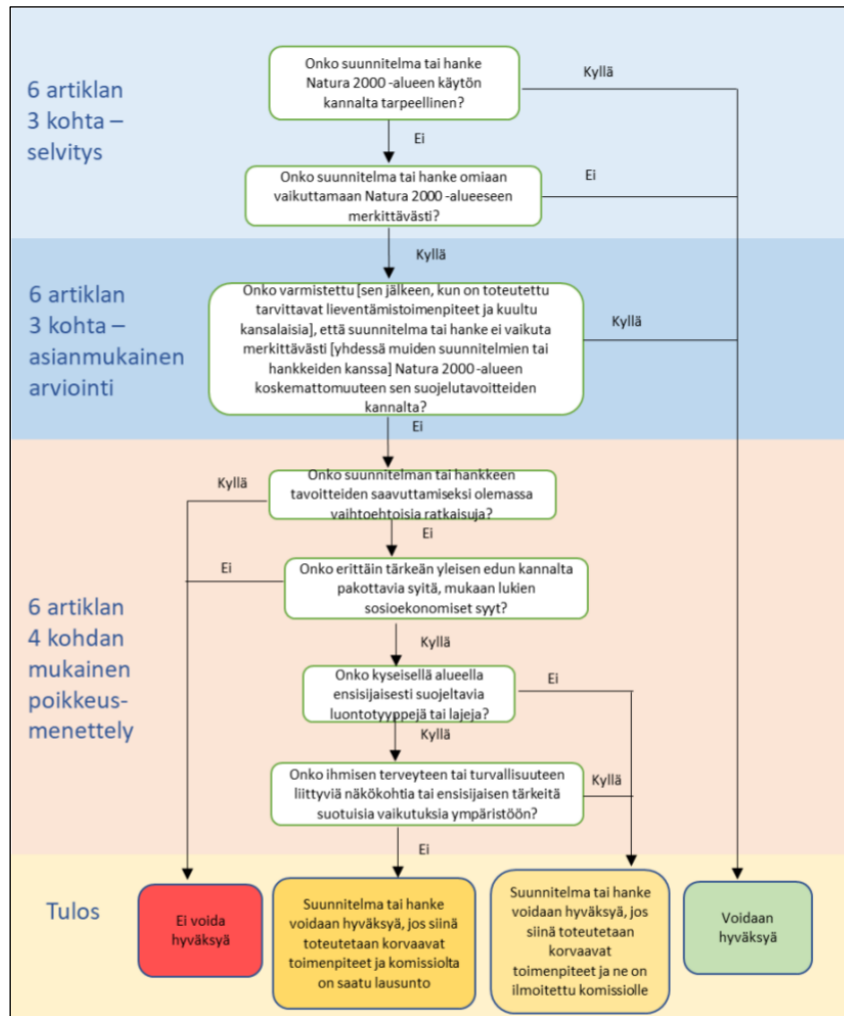 Onko suunnitelma tai hanke
Natura 2000 -alueen käytön
kannalta tarpeellinen?
Kyllä
6 artiklan
3 kohta –
selvitys
Ei
Onko suunnitelma tai hanke omiaan
vaikuttamaan Natura 2000 -alueeseen
merkittävästi?
Ei
Kyllä
6 artiklan
3 kohta –
asianmukainen
arviointi
Onko varmistettu [sen jälkeen, kun on toteutettu
tarvittavat lieventämistoimenpiteet ja kuultu
kansalaisia], että suunnitelma tai hanke ei vaikuta
merkittävästi [yhdessä muiden suunnitelmien tai
hankkeiden kanssa] Natura 2000 -alueen
koskemattomuuteen sen suojelutavoitteiden
kannalta?
Kyllä
Ei
Onko suunnitelman tai hankkeen
tavoitteiden saavuttamiseksi olemassa
vaihtoehtoisia ratkaisuja?
Kyllä
Ei
Onko erittäin tärkeän yleisen edun kannalta
pakottavia syitä, mukaan lukien
sosioekonomiset syyt?
Ei
6 artiklan
4 kohdan
mukainen
poikkeus-
menettely
Kyllä
Onko kyseisellä alueella
ensisijaisesti suojeltavia
luontotyyppejä tai lajeja?
Ei
Kyllä
Onko ihmisen terveyteen tai turvallisuuteen
liittyviä näkökohtia tai ensisijaisen tärkeitä
suotuisia vaikutuksia ympäristöön?
Kyllä
Ei
Tulos
Ei voida
hyväksyä
Suunnitelma tai hanke
voidaan hyväksyä, jos siinä
toteutetaan korvaavat
toimenpiteet ja komissiolta
on saatu lausunto
Suunnitelma tai hanke
voidaan hyväksyä, jos
siinä toteutetaan
korvaavat
toimenpiteet ja ne on
ilmoitettu komissiolle
Voidaan
hyväksyä